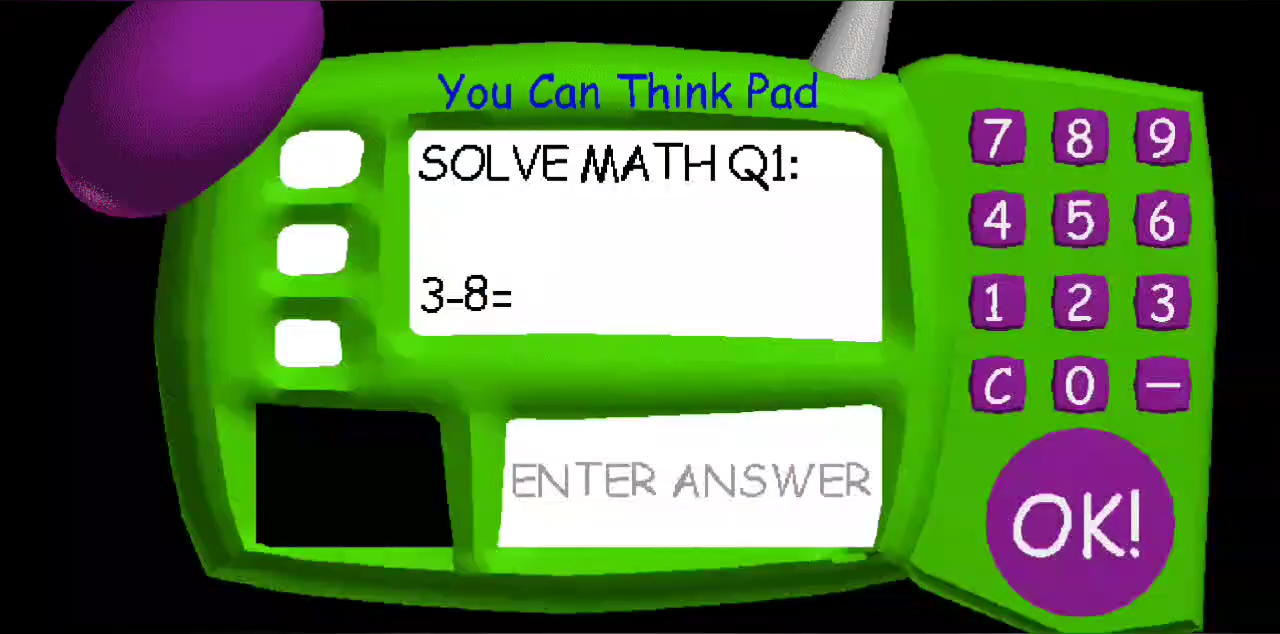 You Can Think Pad
SOLVE MATH Q1:
3-8=
ENTER ANSWER
7 8 9
4 5 6
1 2 3
C 0 —
OK!